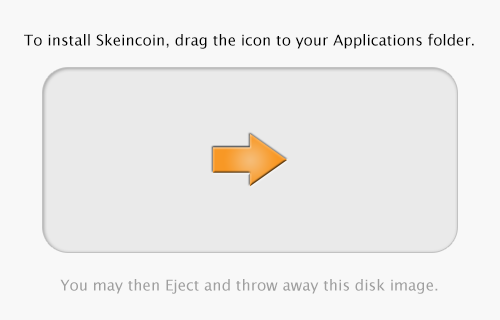 To install Skeincoin, drag the icon to your Applications folder.
You may then Eject and throw away this disk image.